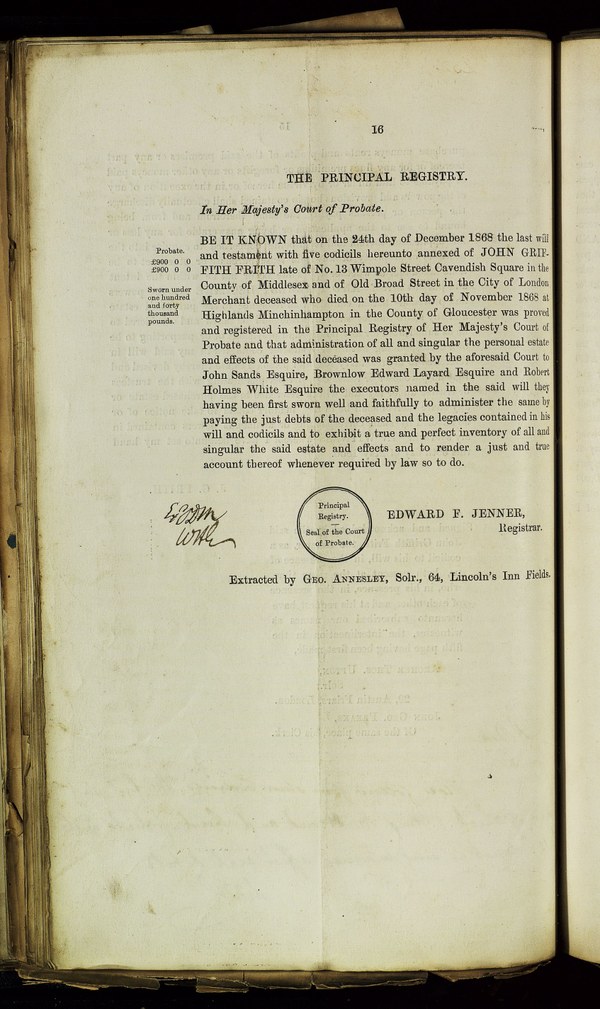 16
THE PRINCIPAL REGISTRY.
In Her Majesty's Court of Probate.
BE IT KNOWN that on the 24th day of December 1868 the last will
and testament with five codicils hereunto annexed of JOHN GRIF-
FITH FRITH late of No. 13 Wimpole Street Cavendish Square in the
County of Middlesex and of Old Broad Street in the City of London
Merchant deceased who died on the 10th day of November 1868 at
Highlands Minchinhampton in the County of Gloucester was proved
and registered in the Principal Registry of Her Majesty's Court of
Probate and that administration of all and singular the personal estate
and effects of the said deceased was granted by the aforesaid Court to
John Sands Esquire, Brownlow Edward Layard Esquire and Robert
Holmes White Esquire the executors named in the said will they
having been first sworn well and faithfully to administer the same by
paying the just debts of the deceased and the legacies contained in his
will and codicils and to exhibit a true and perfect inventory of all and
singular the said estate and effects and to render a just and true
account thereof whenever required by law so to do.
Probate.
£900 0 0
£900 0 0
Sworn under
one hundred
and forty
thousand
pounds.
Principal
Registry.
Seal of the Court
of Probate.
EDWARD F. JENNER,
Registrar.
Extracted by GEO. ANNESLEY, Solr., 64, Lincoln's Inn Fields.